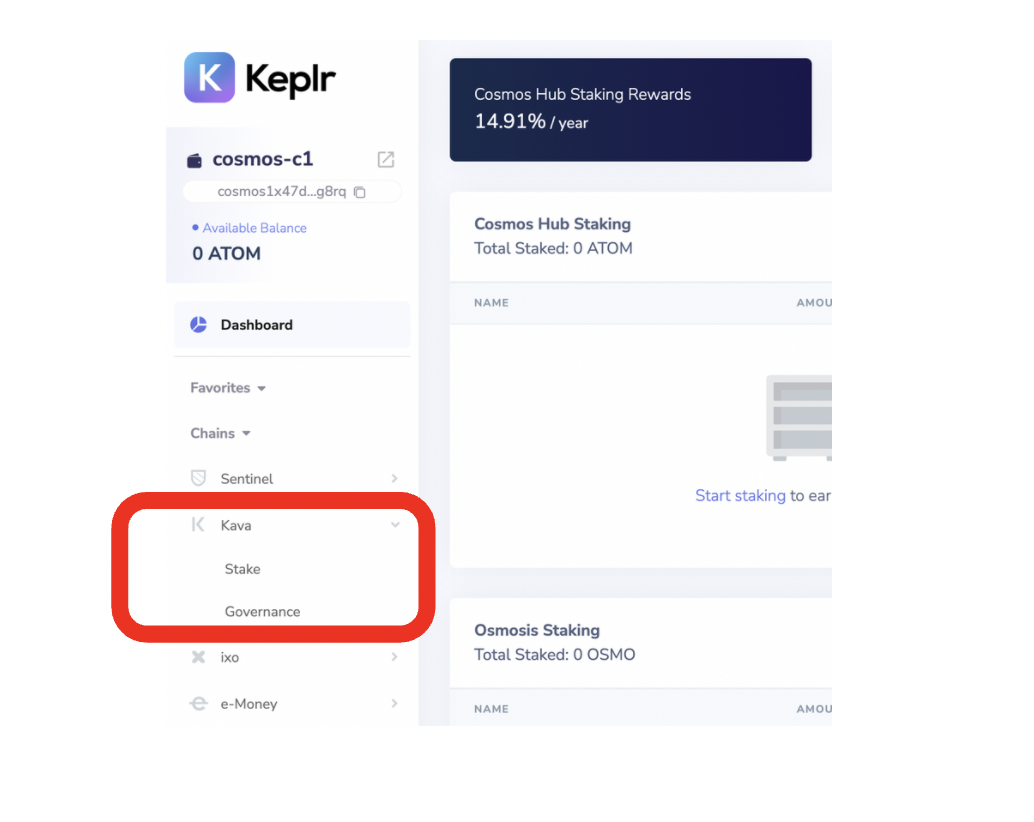 K Keplr
cosmos-c1
cosmos1x47d...g8rq
Available Balance
0 ATOM
Dashboard
Favorites
Chains
Sentinel
Kava
Stake
Governance
ixo
e-Money
Cosmos Hub Staking Rewards
14.91% / year
Cosmos Hub Staking
Total Staked: 0 ATOM
NAME AMOU
Start staking to ear
Osmosis Staking
Total Staked: 0 OSMO
NAME AMOU